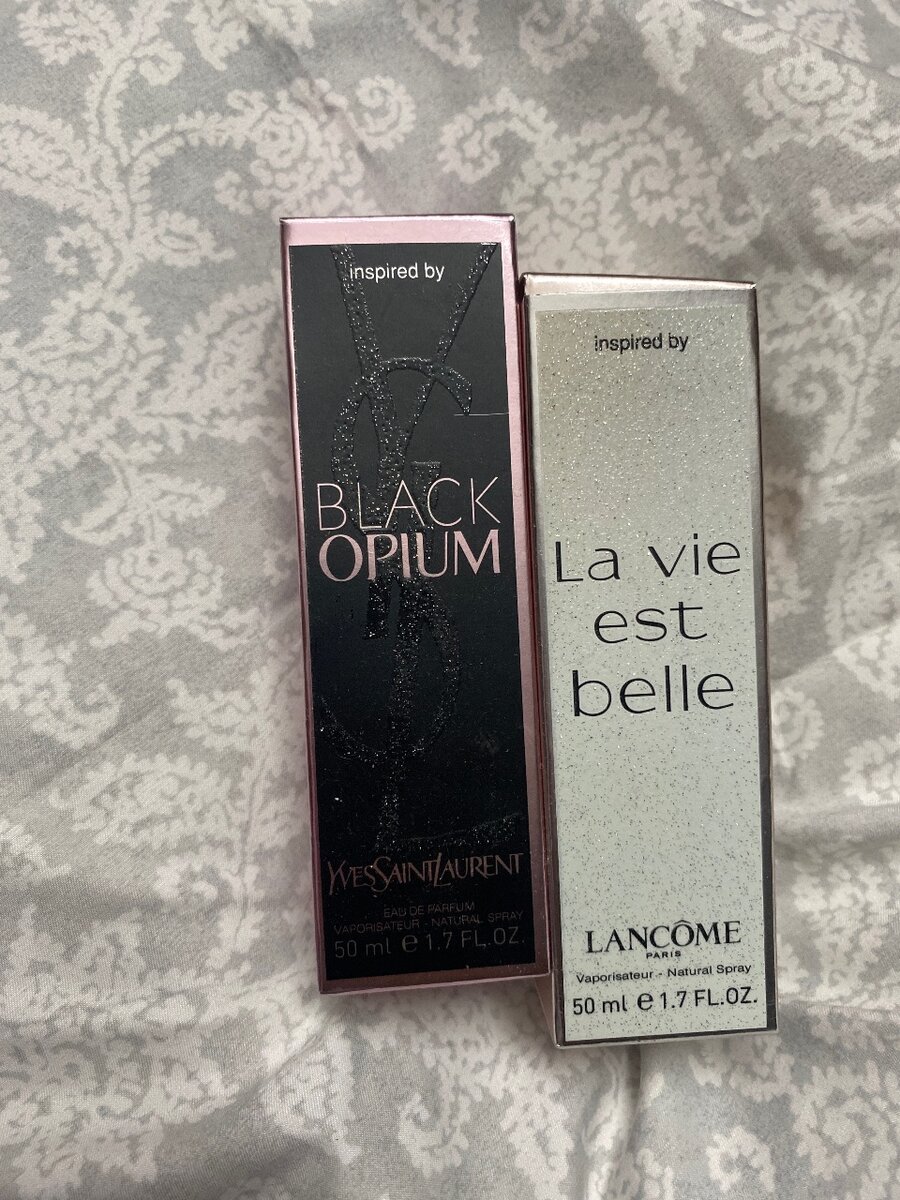 inspired by
BLACK
OPIUM
YVESSAINTLAURENT
EAU DE PARFUM
VAPORISATEUR - NATURAL SPRAY
50 ml e 1.7 FL.OZ.
inspired by
La vie
est
belle
LANCÔME
PARIS
Vaporisateur - Natural Spray
50 ml e 1.7 FL.OZ.